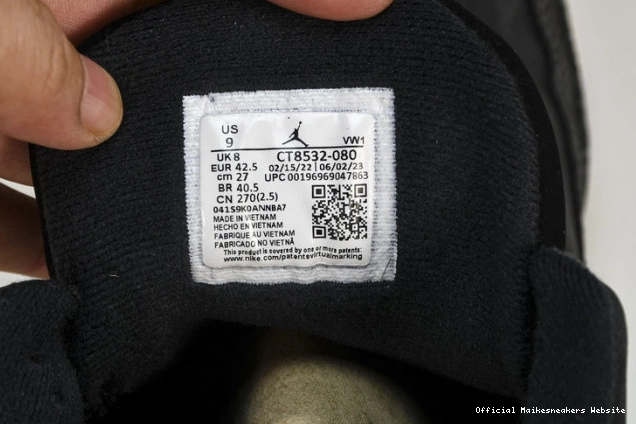 US
9
VW1
UK 8 CT8532-080
EUR 42.5 02/15/22 | 06/02/23
cm 27 UPC 00196969047863
BR 40.5
CN 270(2.5)
041S9K0ANNBA7
MADE IN VIETNAM
HECHO EN VIETNAM
FABRIQUE AU VIETNAM
FABRICADO NO VIETNÃ
This product is covered by one or more patents:
www.nike.com/patentsvirtualmarking
Official Maikesneakers Website